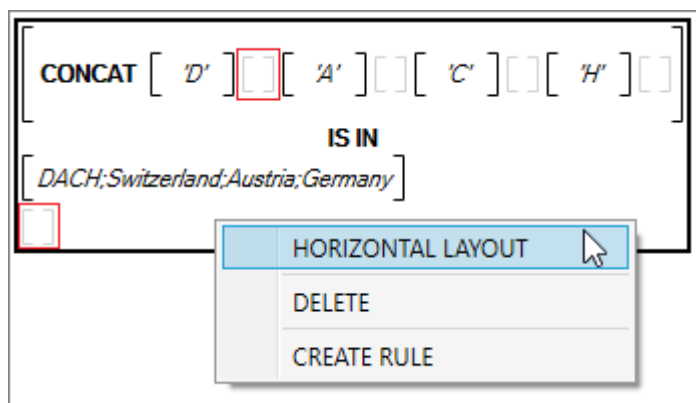 CONCAT [ 'D' ] [ ] [ 'A' ] [ ] [ 'C' ] [ ] [ 'H' ] [ ]
IS IN
[ DACH;Switzerland;Austria;Germany ]
[ ]
HORIZONTAL LAYOUT
DELETE
CREATE RULE